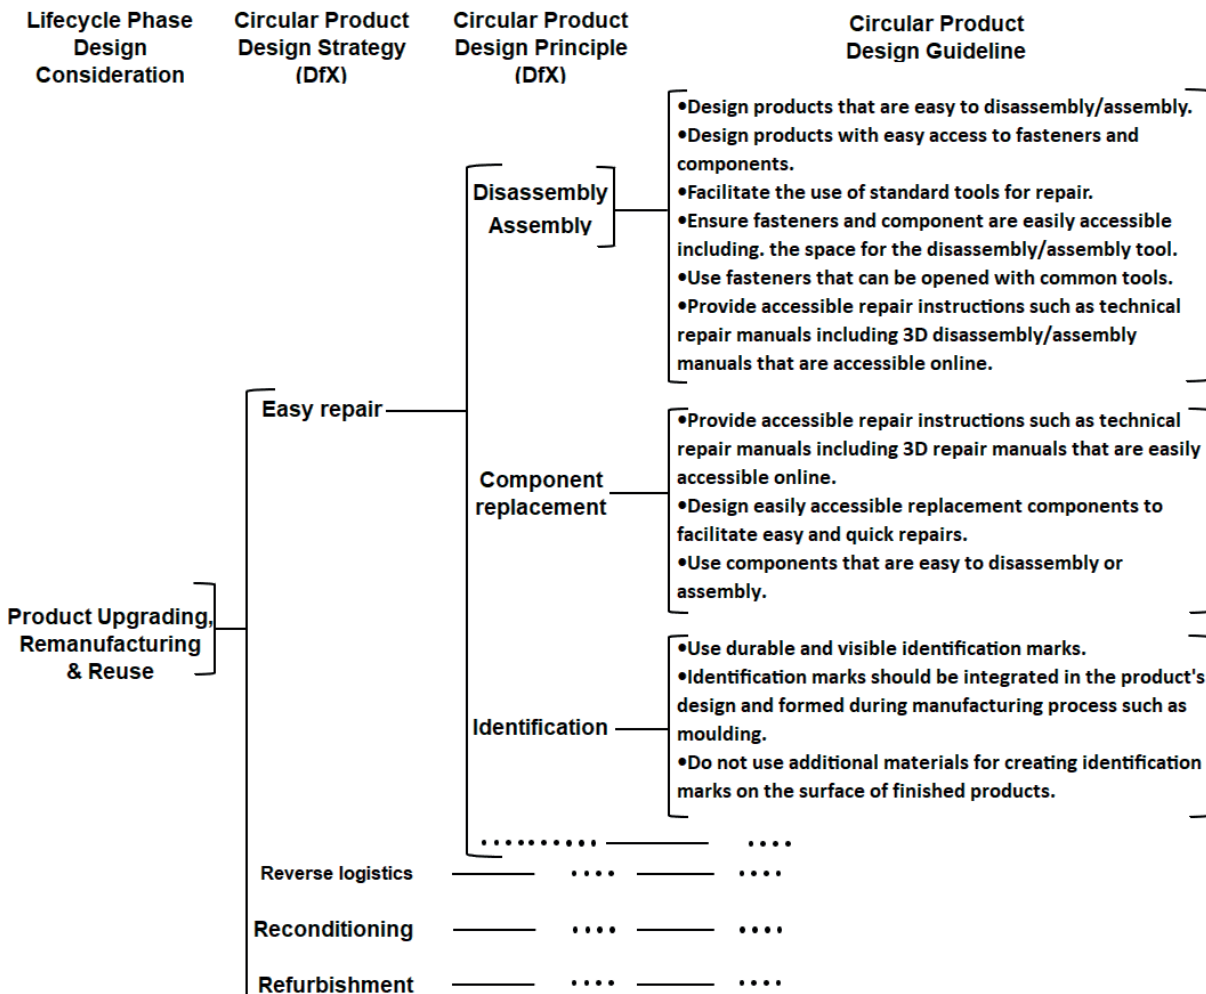 Lifecycle Phase
Design
Consideration
Circular Product
Design Strategy
(DfX)
Circular Product
Design Principle
(DfX)
Circular Product
Design Guideline
Product Upgrading,
Remanufacturing
& Reuse
Easy repair
Disassembly
Assembly
•Design products that are easy to disassembly/assembly.
•Design products with easy access to fasteners and
components.
•Facilitate the use of standard tools for repair.
•Ensure fasteners and component are easily accessible
including. the space for the disassembly/assembly tool.
•Use fasteners that can be opened with common tools.
•Provide accessible repair instructions such as technical
repair manuals including 3D disassembly/assembly
manuals that are accessible online.
Component
replacement
•Provide accessible repair instructions such as technical
repair manuals including 3D repair manuals that are easily
accessible online.
•Design easily accessible replacement components to
facilitate easy and quick repairs.
•Use components that are easy to disassembly or
assembly.
Identification
•Use durable and visible identification marks.
•Identification marks should be integrated in the product's
design and formed during manufacturing process such as
moulding.
•Do not use additional materials for creating identification
marks on the surface of finished products.
.......... ....
Reverse logistics .... ....
Reconditioning .... ....
Refurbishment .... ....